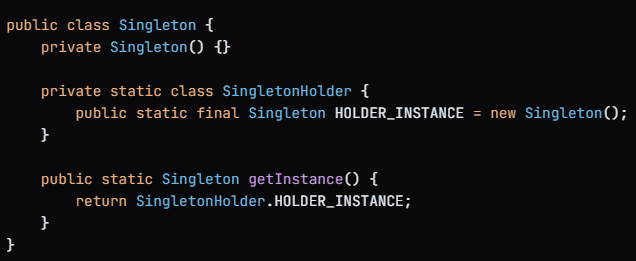 public class Singleton {
    private Singleton() {}

    private static class SingletonHolder {
        public static final Singleton HOLDER_INSTANCE = new Singleton();
    }

    public static Singleton getInstance() {
        return SingletonHolder.HOLDER_INSTANCE;
    }
}